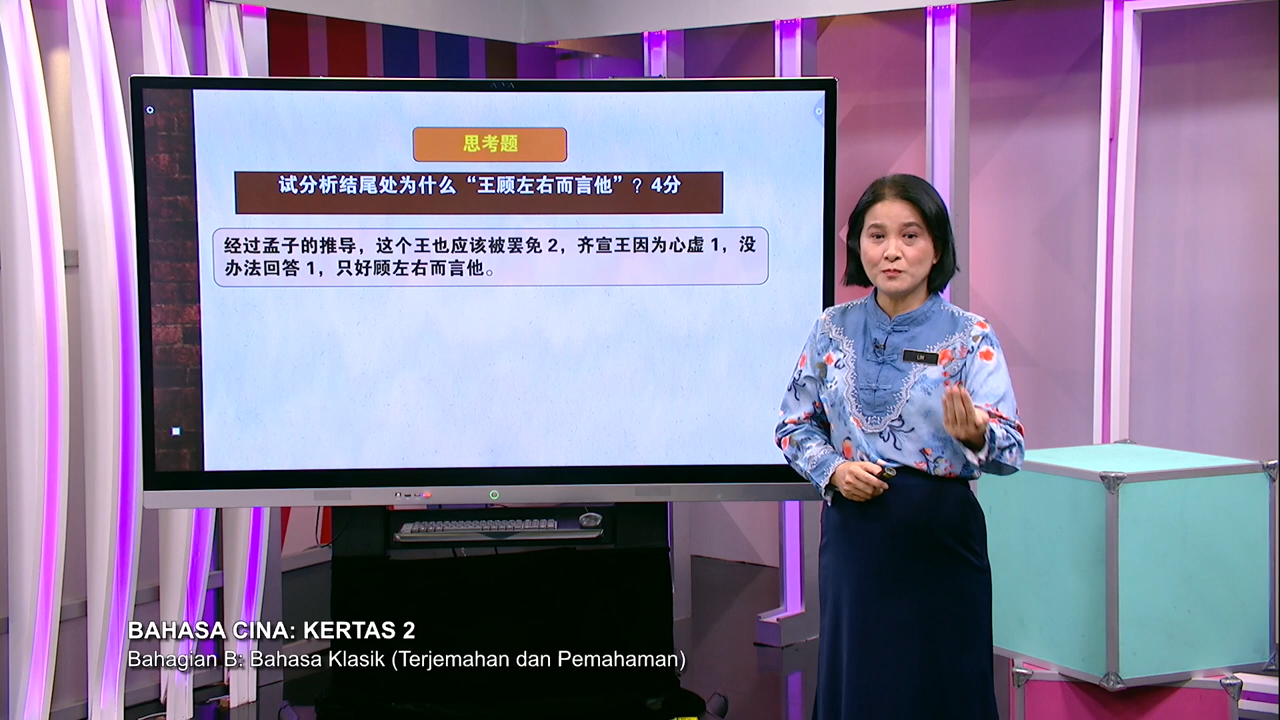 思考题
试分析结尾处为什么“王顾左右而言他”？4分
经过孟子的推导，这个王也应该被罢免 2，齐宣王因为心虚 1，没
办法回答 1，只好顾左右而言他。
LIM
BAHASA CINA: KERTAS 2
Bahagian B: Bahasa Klasik (Terjemahan dan Pemahaman)